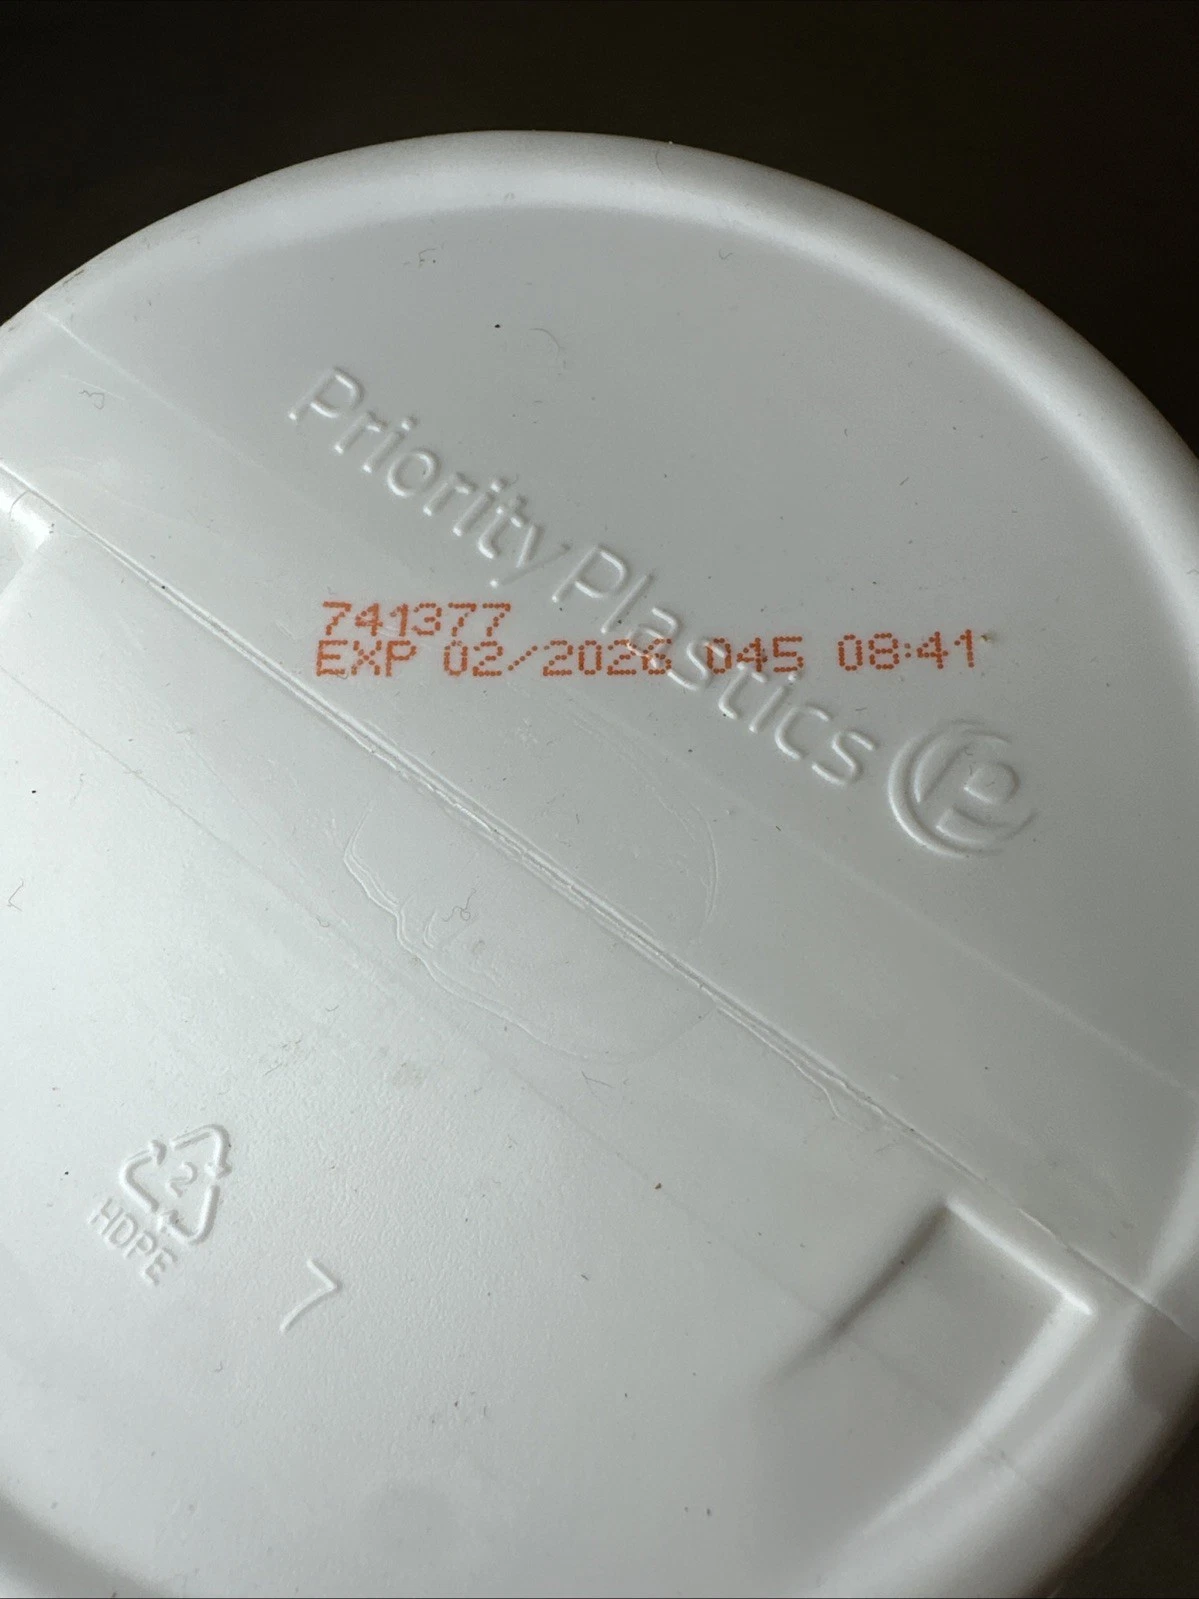 Priority Plastics
741377
EXP 02/2026 045 08:41
2
HDPE
7